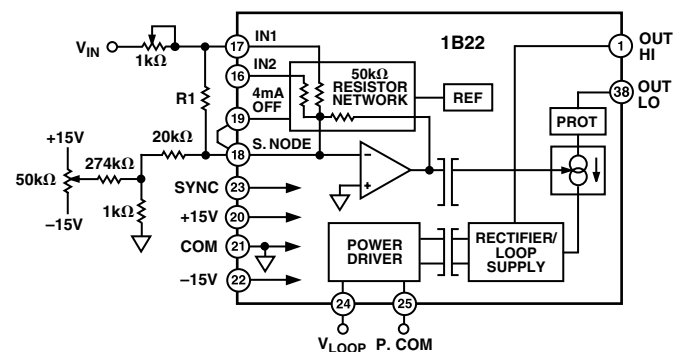 1B22
V_IN
1kΩ
17
IN1
16
IN2
R1
4mA
OFF
19
50kΩ
RESISTOR
NETWORK
REF
1
OUT
HI
38
OUT
LO
PROT
+15V
50kΩ
–15V
274kΩ
20kΩ
1kΩ
18
S. NODE
–
+
SYNC
23
+15V
20
COM
21
–15V
22
POWER
DRIVER
RECTIFIER/
LOOP
SUPPLY
24
25
V_LOOP
P. COM